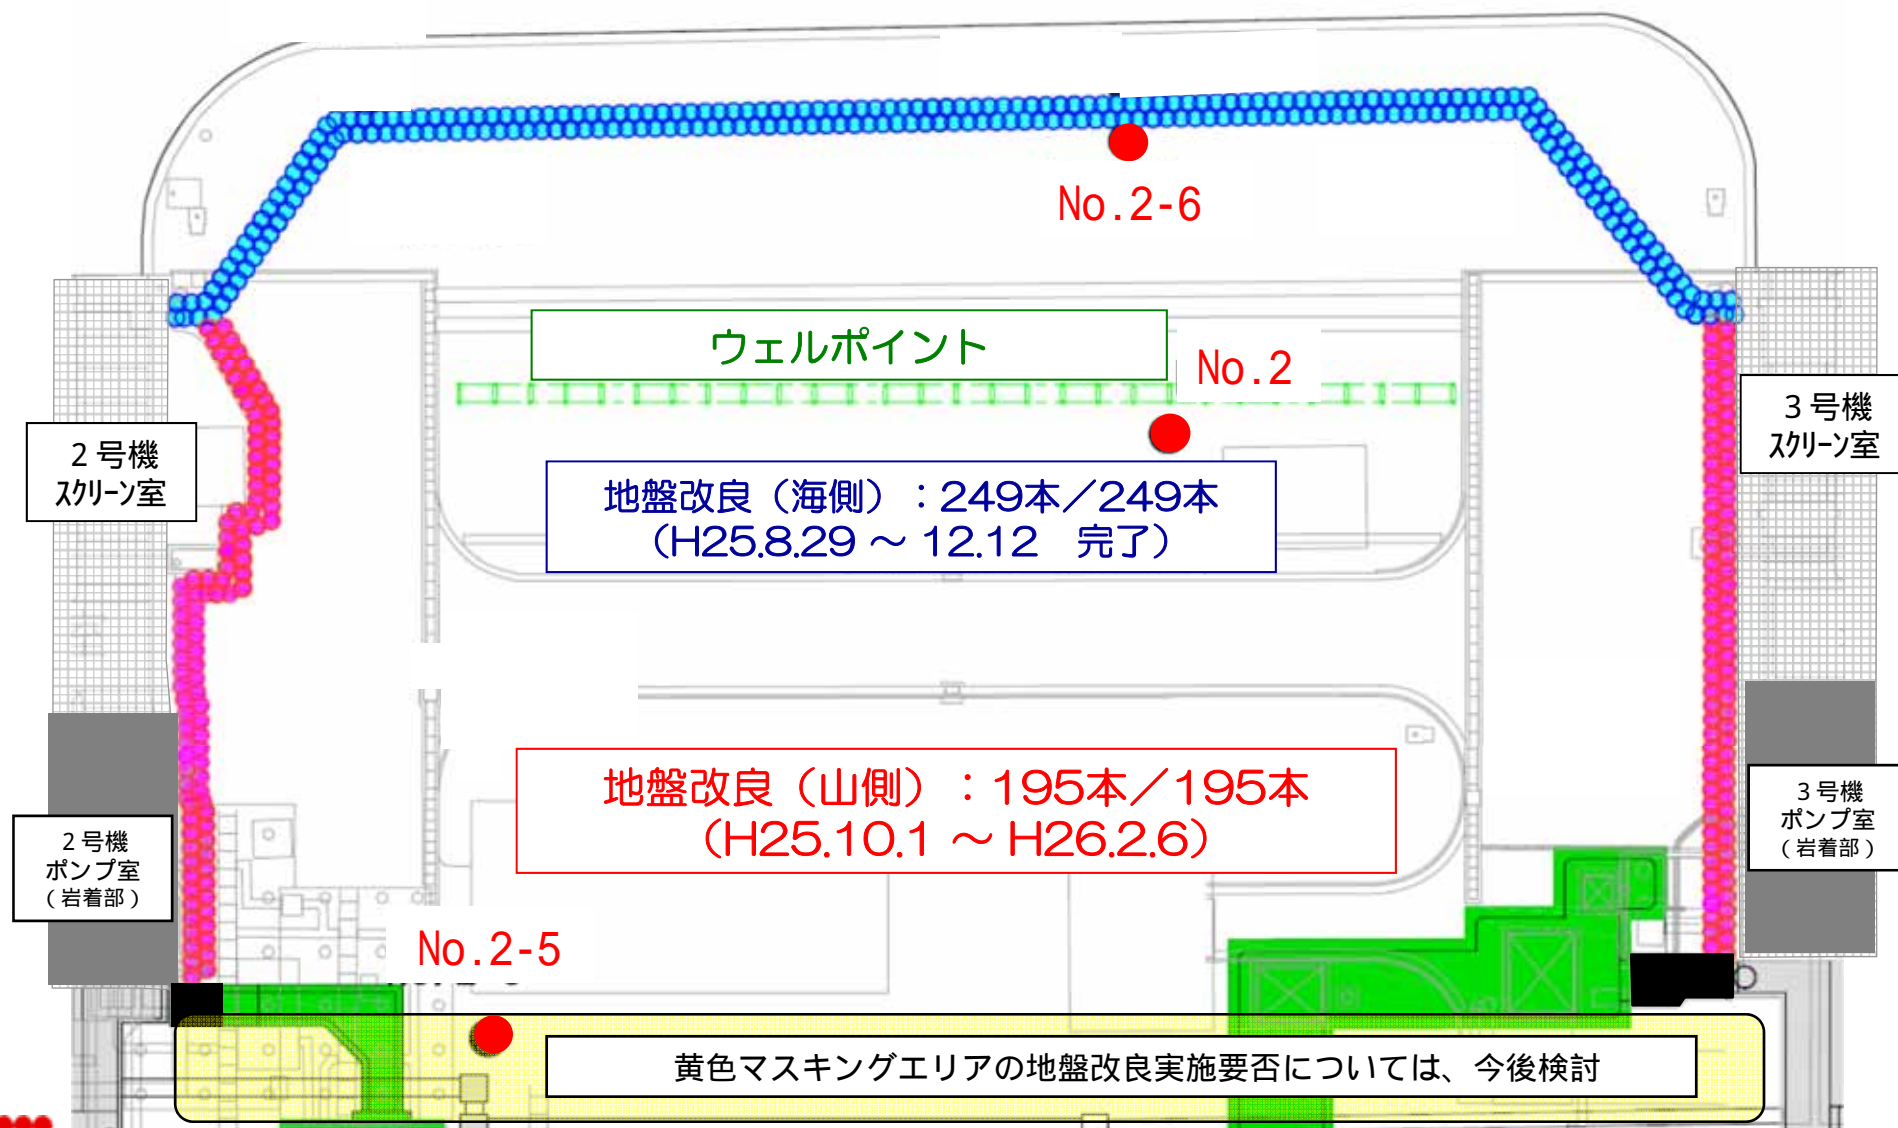 No.2-6
ウェルポイント
No.2
2号機
スクリーン室
3号機
スクリーン室
地盤改良（海側）：249本／249本
（H25.8.29 ～ 12.12　完了）
地盤改良（山側）：195本／195本
（H25.10.1 ～ H26.2.6）
2号機
ポンプ室
（岩着部）
3号機
ポンプ室
（岩着部）
No.2-5
黄色マスキングエリアの地盤改良実施要否については、今後検討